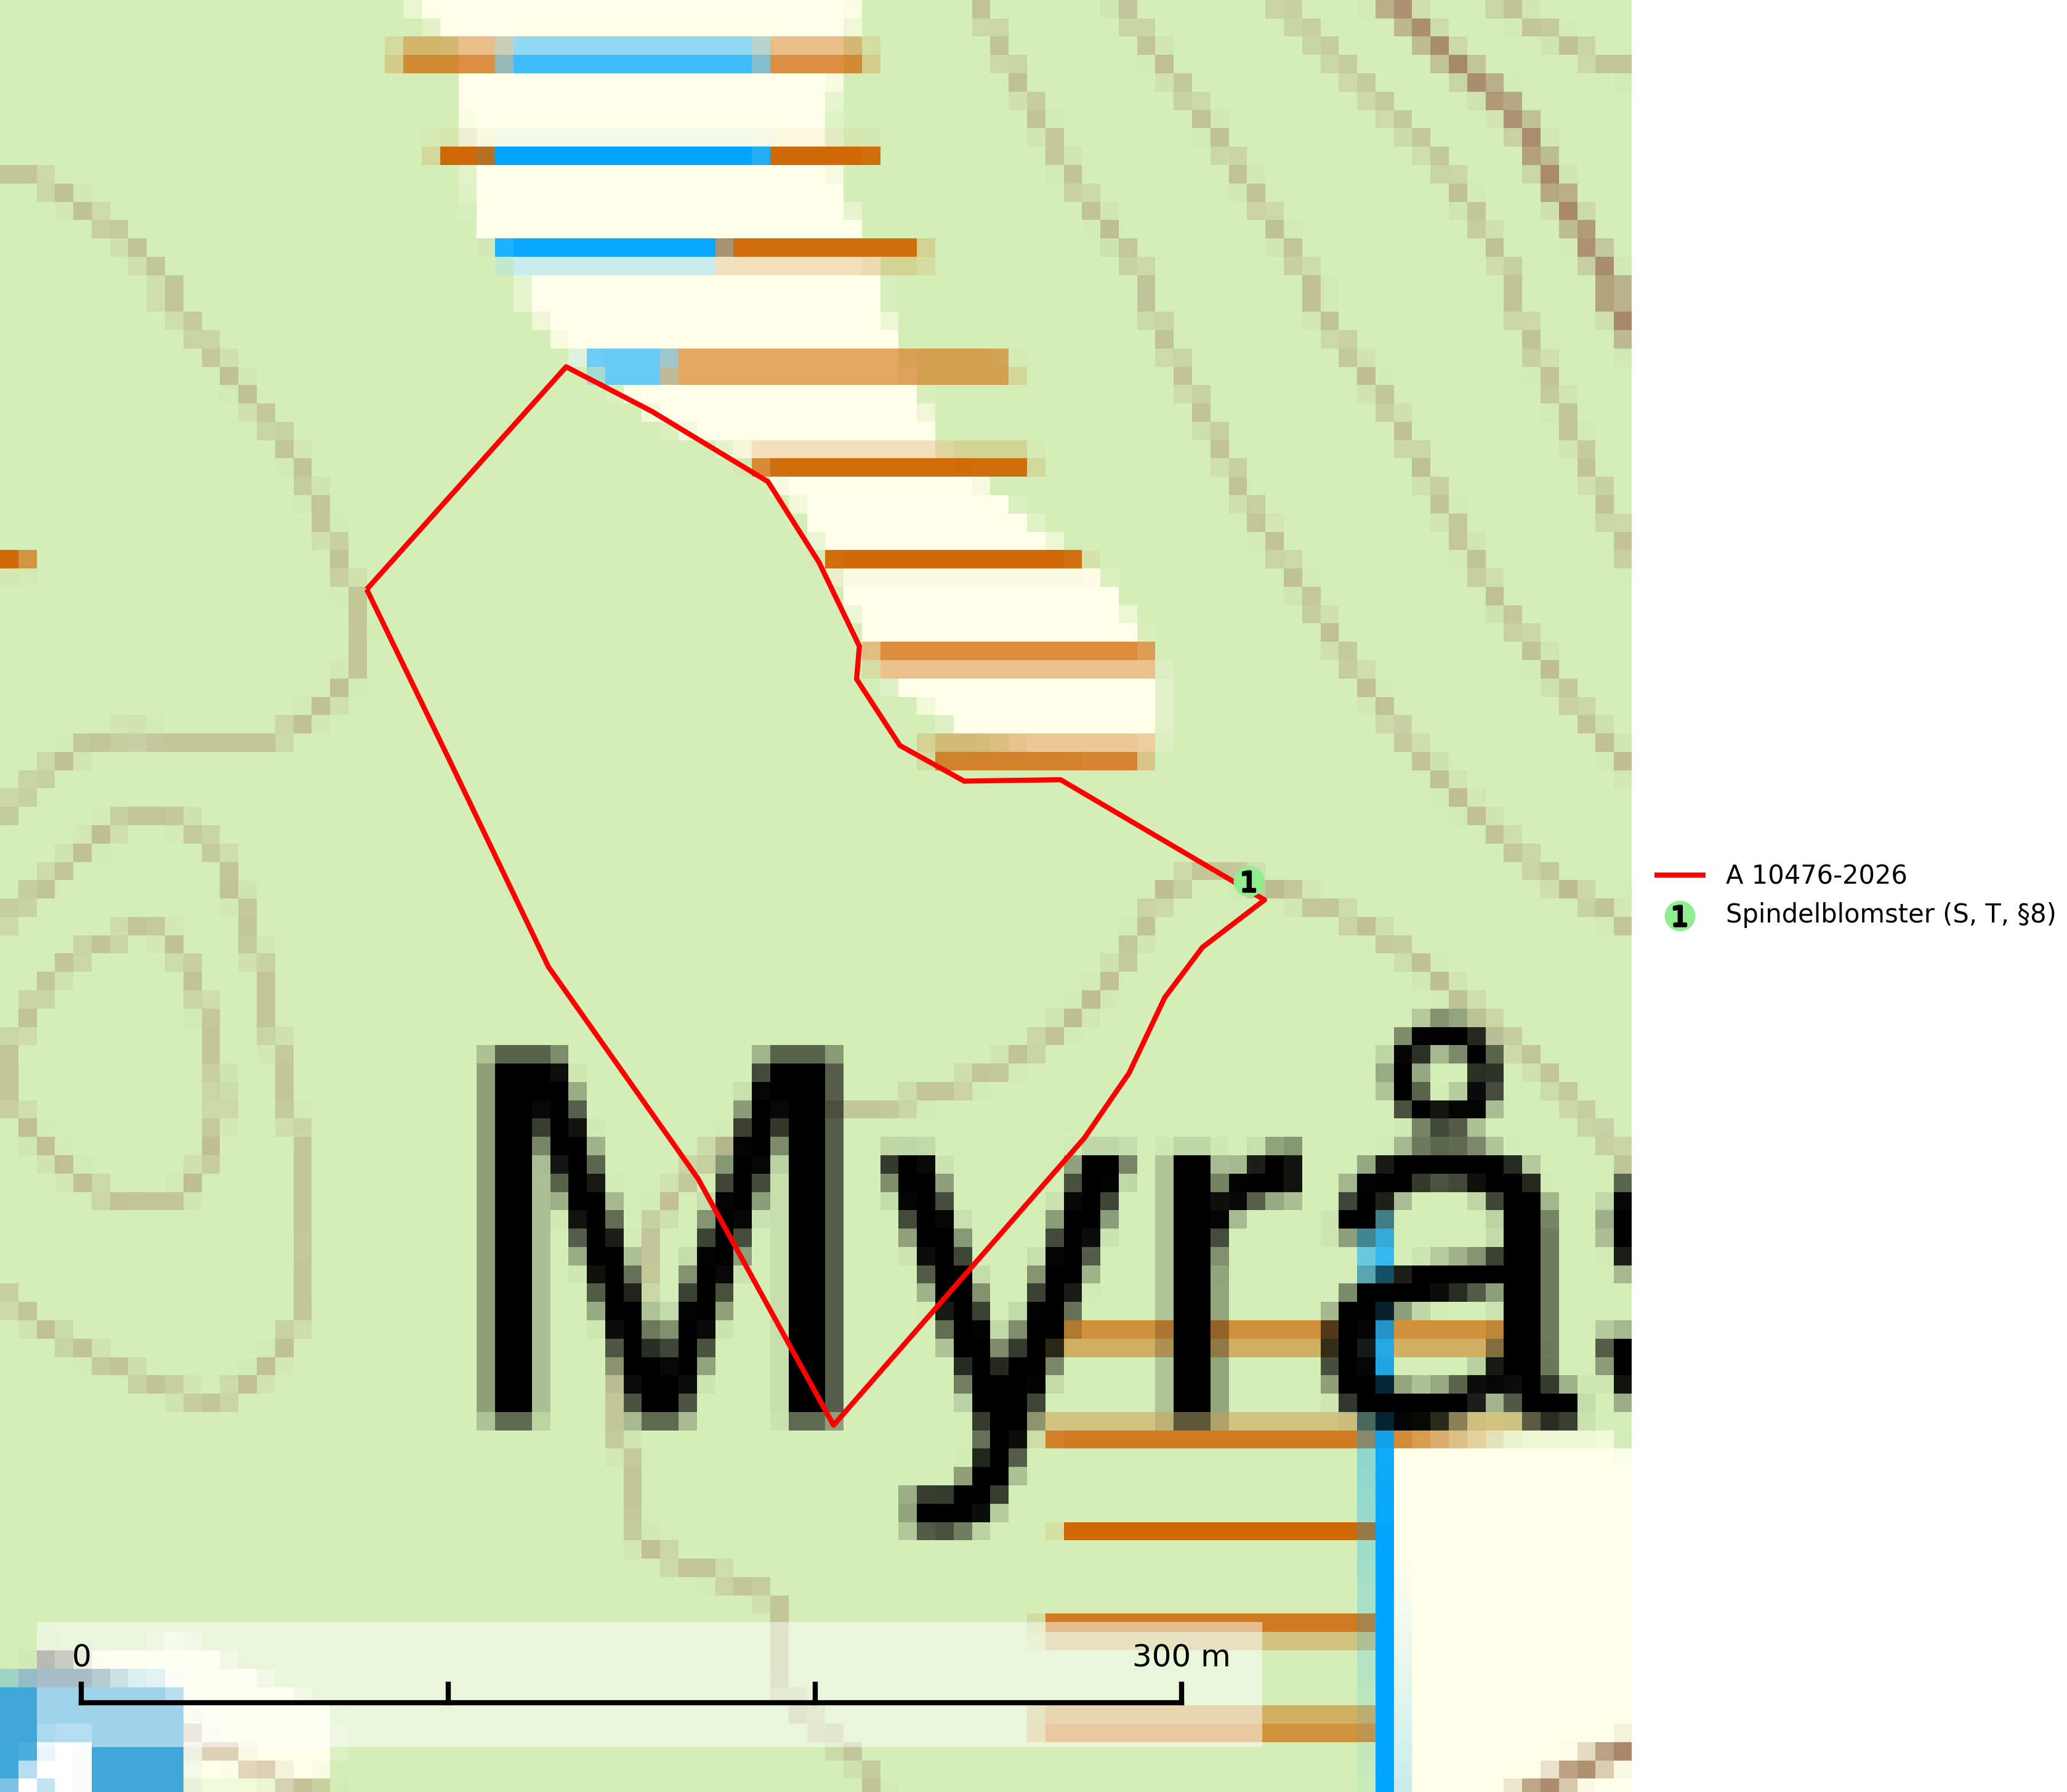 A 10476-2026
1 Spindelblomster (S, T, §8)
1
Myrå
0 300 m